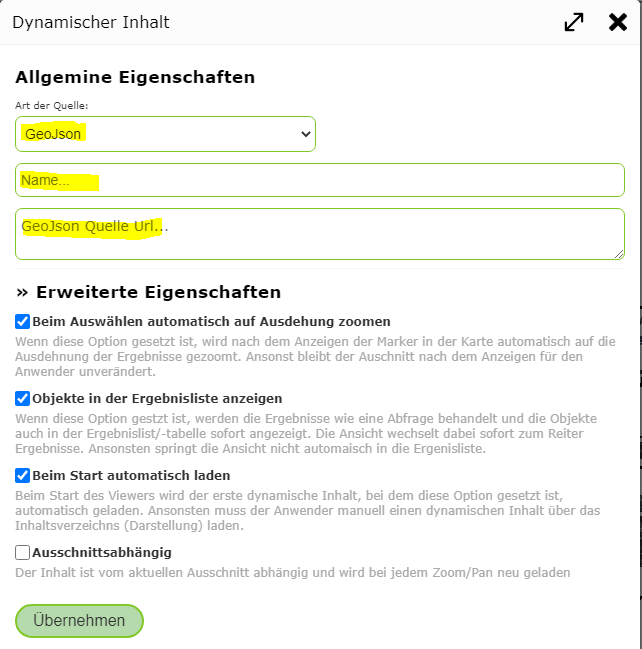 Dynamischer Inhalt
Allgemine Eigenschaften
Art der Quelle:
GeoJson
Name...
GeoJson Quelle Url...
» Erweiterte Eigenschaften
Beim Auswählen automatisch auf Ausdehung zoomen
Wenn diese Option gesetzt ist, wird nach dem Anzeigen der Marker in der Karte automatisch auf die
Ausdehnung der Ergebnisse gezoomt. Ansonst bleibt der Auschnitt nach dem Anzeigen für den
Anwender unverändert.
Objekte in der Ergebnisliste anzeigen
Wenn diese Option gestzt ist, werden die Ergebnisse wie eine Abfrage behandelt und die Objekte
auch in der Ergebnislist/-tabelle sofort angezeigt. Die Ansicht wechselt dabei sofort zum Reiter
Ergebnisse. Ansonsten springt die Ansicht nicht automaisch in die Ergenisliste.
Beim Start automatisch laden
Beim Start des Viewers wird der erste dynamische Inhalt, bei dem diese Option gesetzt ist,
automatisch geladen. Ansonsten muss der Anwender manuell einen dynamischen Inhalt über das
Inhaltsverzeichns (Darstellung) laden.
Ausschnittsabhängig
Der Inhalt ist vom aktuellen Ausschnitt abhängig und wird bei jedem Zoom/Pan neu geladen
Übernehmen